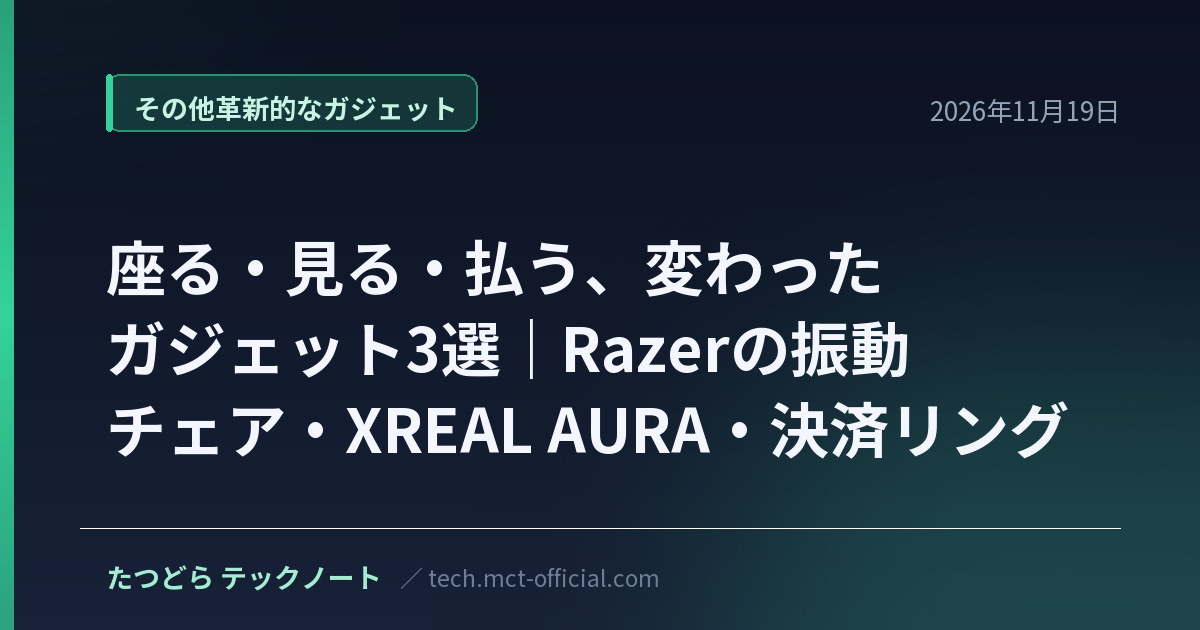 その他革新的なガジェット
2026年11月19日
座る・見る・払う、変わった
ガジェット3選｜Razerの振動
チェア・XREAL AURA・決済リング
たつどら テックノート ／ tech.mct-official.com